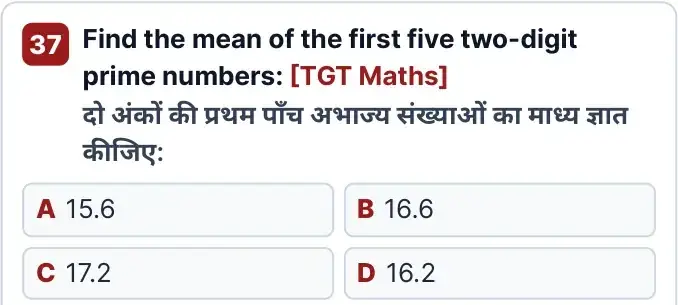 37 Find the mean of the first five two-digit
prime numbers: [TGT Maths]
दो अंकों की प्रथम पाँच अभाज्य संख्याओं का माध्य ज्ञात
कीजिए:
A 15.6 B 16.6
C 17.2 D 16.2